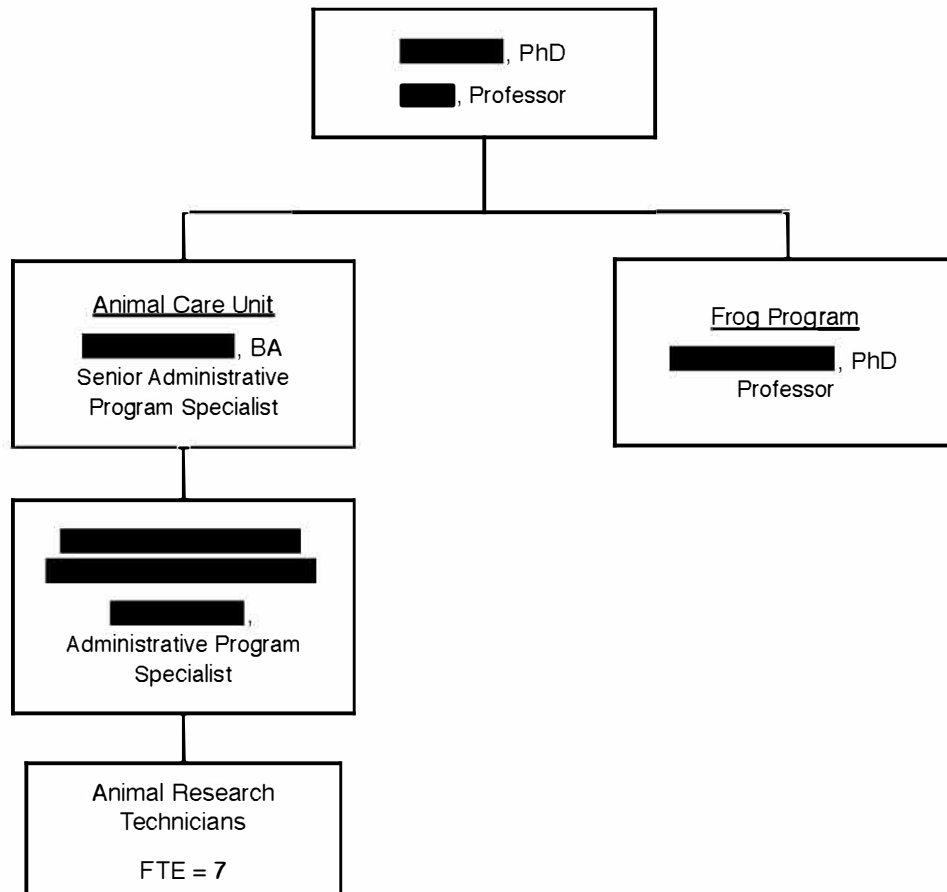 , PhD
, Professor
Animal Care Unit
, BA
Senior Administrative
Program Specialist
Frog Program
, PhD
Professor
,
Administrative Program
Specialist
Animal Research
Technicians
FTE = 7